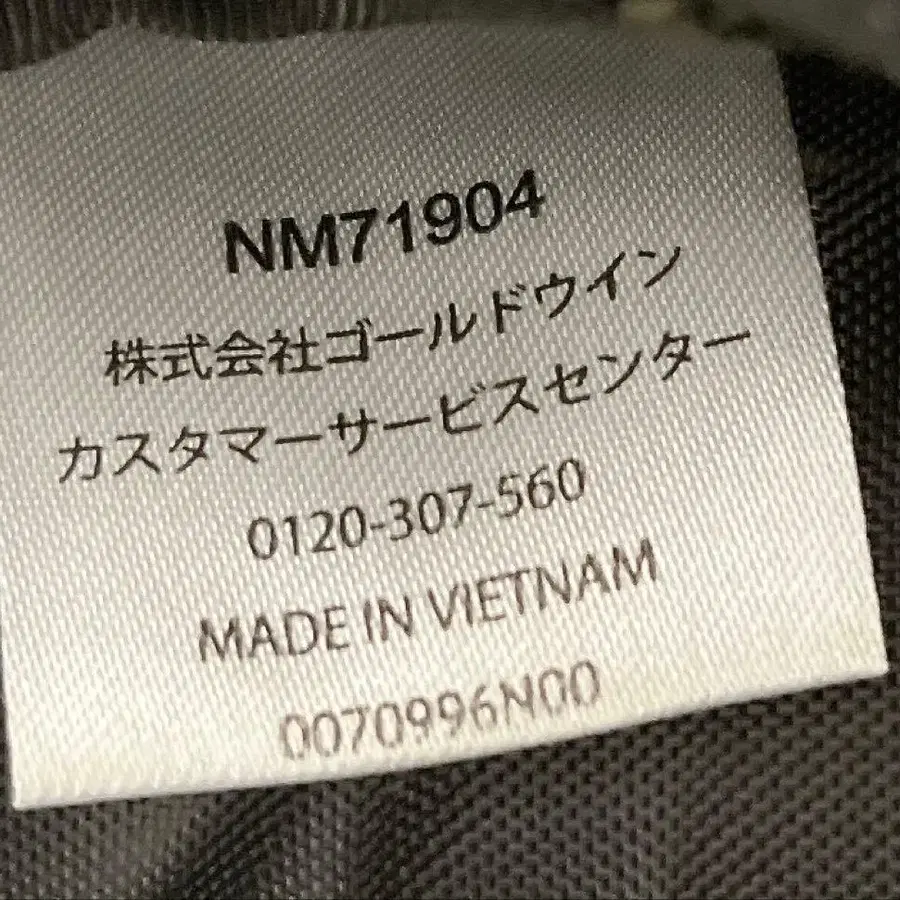 NM71904
株式会社ゴールドウイン
カスタマーサービスセンター
0120-307-560
MADE IN VIETNAM
0070996N00